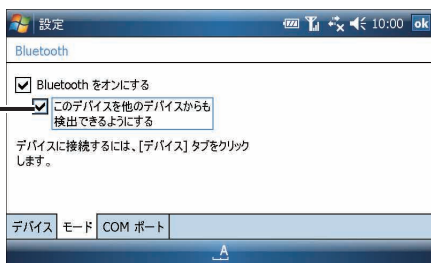 設定 10:00 ok
Bluetooth
Bluetooth をオンにする
このデバイスを他のデバイスからも
検出できるようにする
デバイスに接続するには、[デバイス] タブをクリック
します。
デバイス モード COM ポート
A